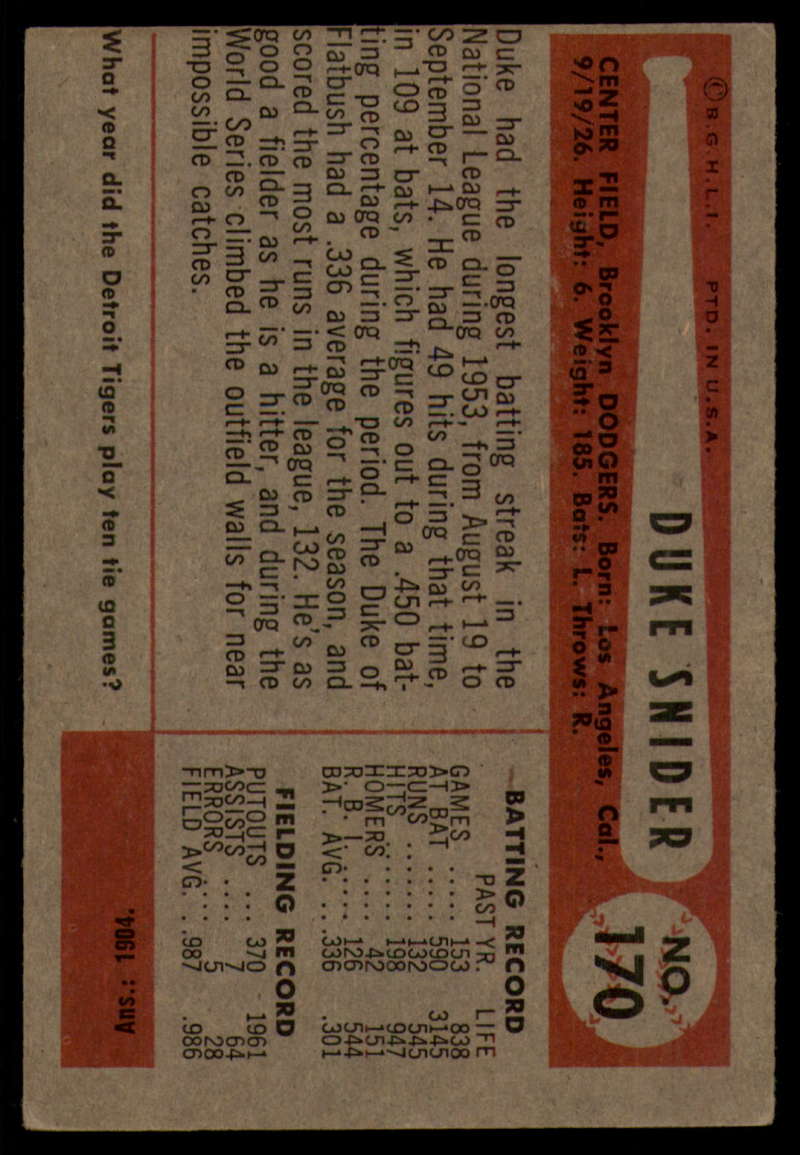 © B.G.H.L.I. PTD. IN U.S.A.
DUKE SNIDER
NO.
170
CENTER FIELD, Brooklyn DODGERS. Born: Los Angeles, Cal.,
9/19/26. Height: 6. Weight: 185. Bats: L. Throws: R.
Duke had the longest batting streak in the
National League during 1953, from August 19 to
September 14. He had 49 hits during that time,
in 109 at bats, which figures out to a .450 bat-
ting percentage during the period. The Duke of
Flatbush had a .336 average for the season, and
scored the most runs in the league, 132. He's as
good a fielder as he is a hitter, and during the
World Series climbed the outfield walls for near
impossible catches.
BATTING RECORD
PAST YR. LIFE
GAMES ..... 153 838
AT BAT ..... 590 3145
RUNS ....... 132 545
HITS ....... 198 947
HOMERS .... 42 151
R. B. I..... 126 544
BAT. AVG. .. .336 .301
FIELDING RECORD
PUTOUTS ... 370 1961
ASSISTS .... 7 64
ERRORS .... 5 28
FIELD AVG. . .987 .986
What year did the Detroit Tigers play ten tie games?
Ans.: 1904.